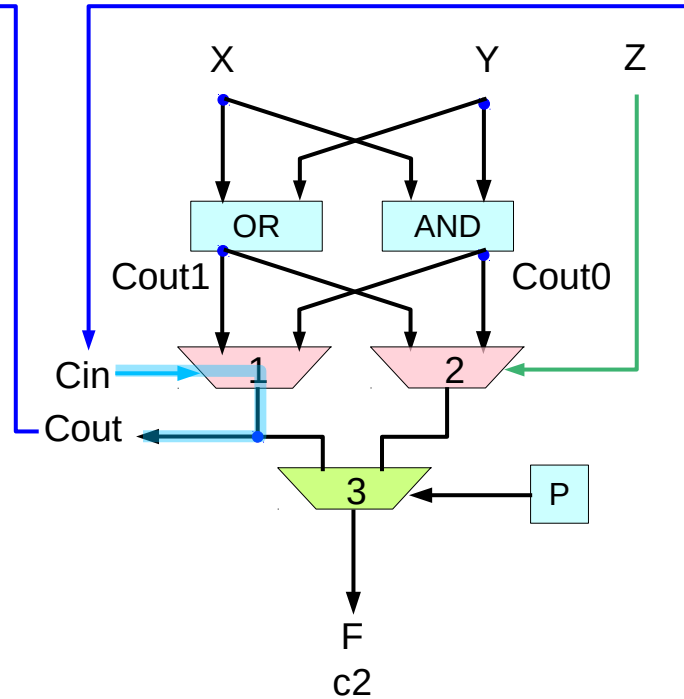 X Y Z
OR AND
Cout1 Cout0
Cin 1 2
Cout
3 P
F
c2